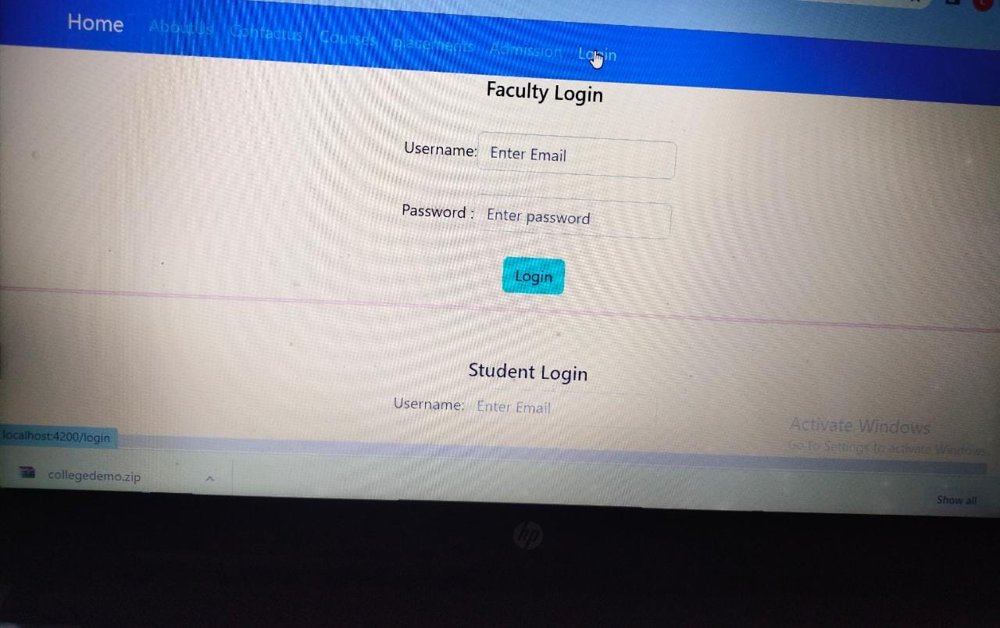 Home AboutUs Contactus Courses placements Admission Login
Faculty Login
Username: Enter Email
Password : Enter password
Login
Student Login
Username: Enter Email
Activate Windows
Go to Settings to activate Windows.
localhost:4200/login
collegedemo.zip
Show all
hp